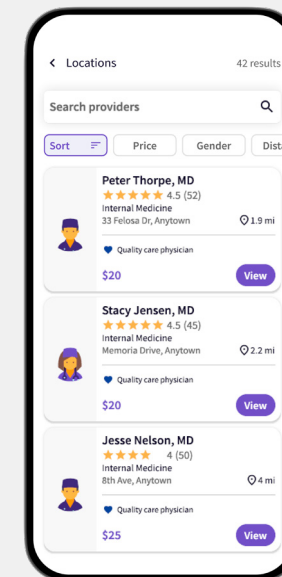 Locations 42 results
Search providers
Sort Price Gender
Peter Thorpe, MD
4.5 (52)
Internal Medicine
33 Felosa Dr, Anytown 1.9 mi
Quality care physician
$20 View
Stacy Jensen, MD
4.5 (45)
Internal Medicine
Memoria Drive, Anytown 2.2 mi
Quality care physician
$20 View
Jesse Nelson, MD
4 (50)
Internal Medicine
8th Ave, Anytown 4 mi
Quality care physician
$25 View